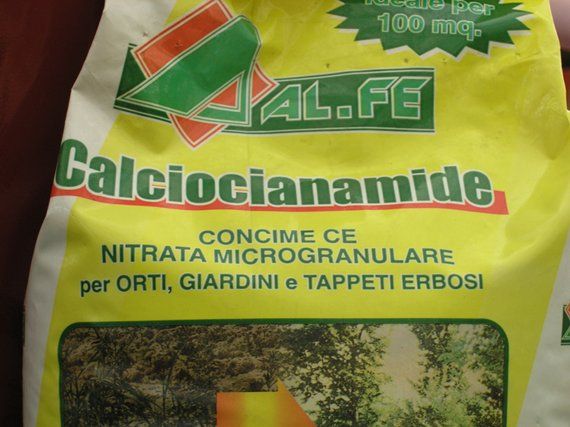 ideale per
100 mq.
AL.FE
Calciocianamide
CONCIME CE
NITRATA MICROGRANULARE
per ORTI, GIARDINI e TAPPETI ERBOSI